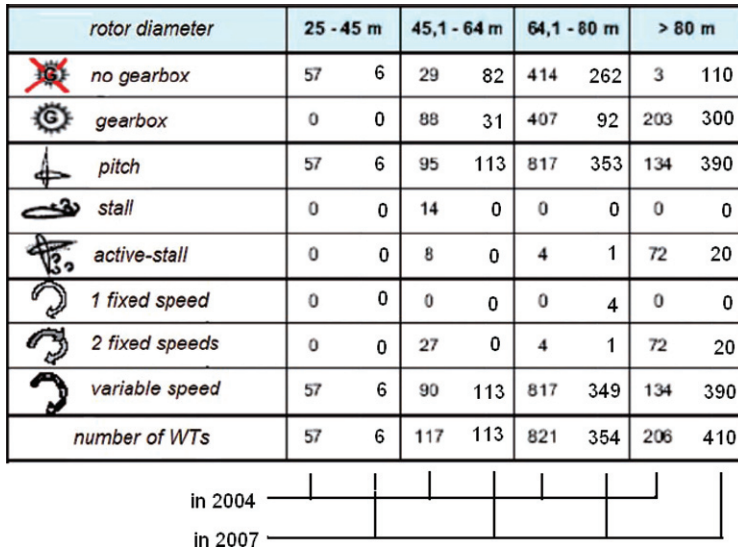 rotor diameter 25 - 45 m 45,1 - 64 m 64,1 - 80 m > 80 m
G no gearbox 57 6 29 82 414 262 3 110
G gearbox 0 0 88 31 407 92 203 300
pitch 57 6 95 113 817 353 134 390
stall 0 0 14 0 0 0 0 0
active-stall 0 0 8 0 4 1 72 20
1 fixed speed 0 0 0 0 0 4 0 0
2 fixed speeds 0 0 27 0 4 1 72 20
variable speed 57 6 90 113 817 349 134 390
number of WTs 57 6 117 113 821 354 206 410
in 2004
in 2007